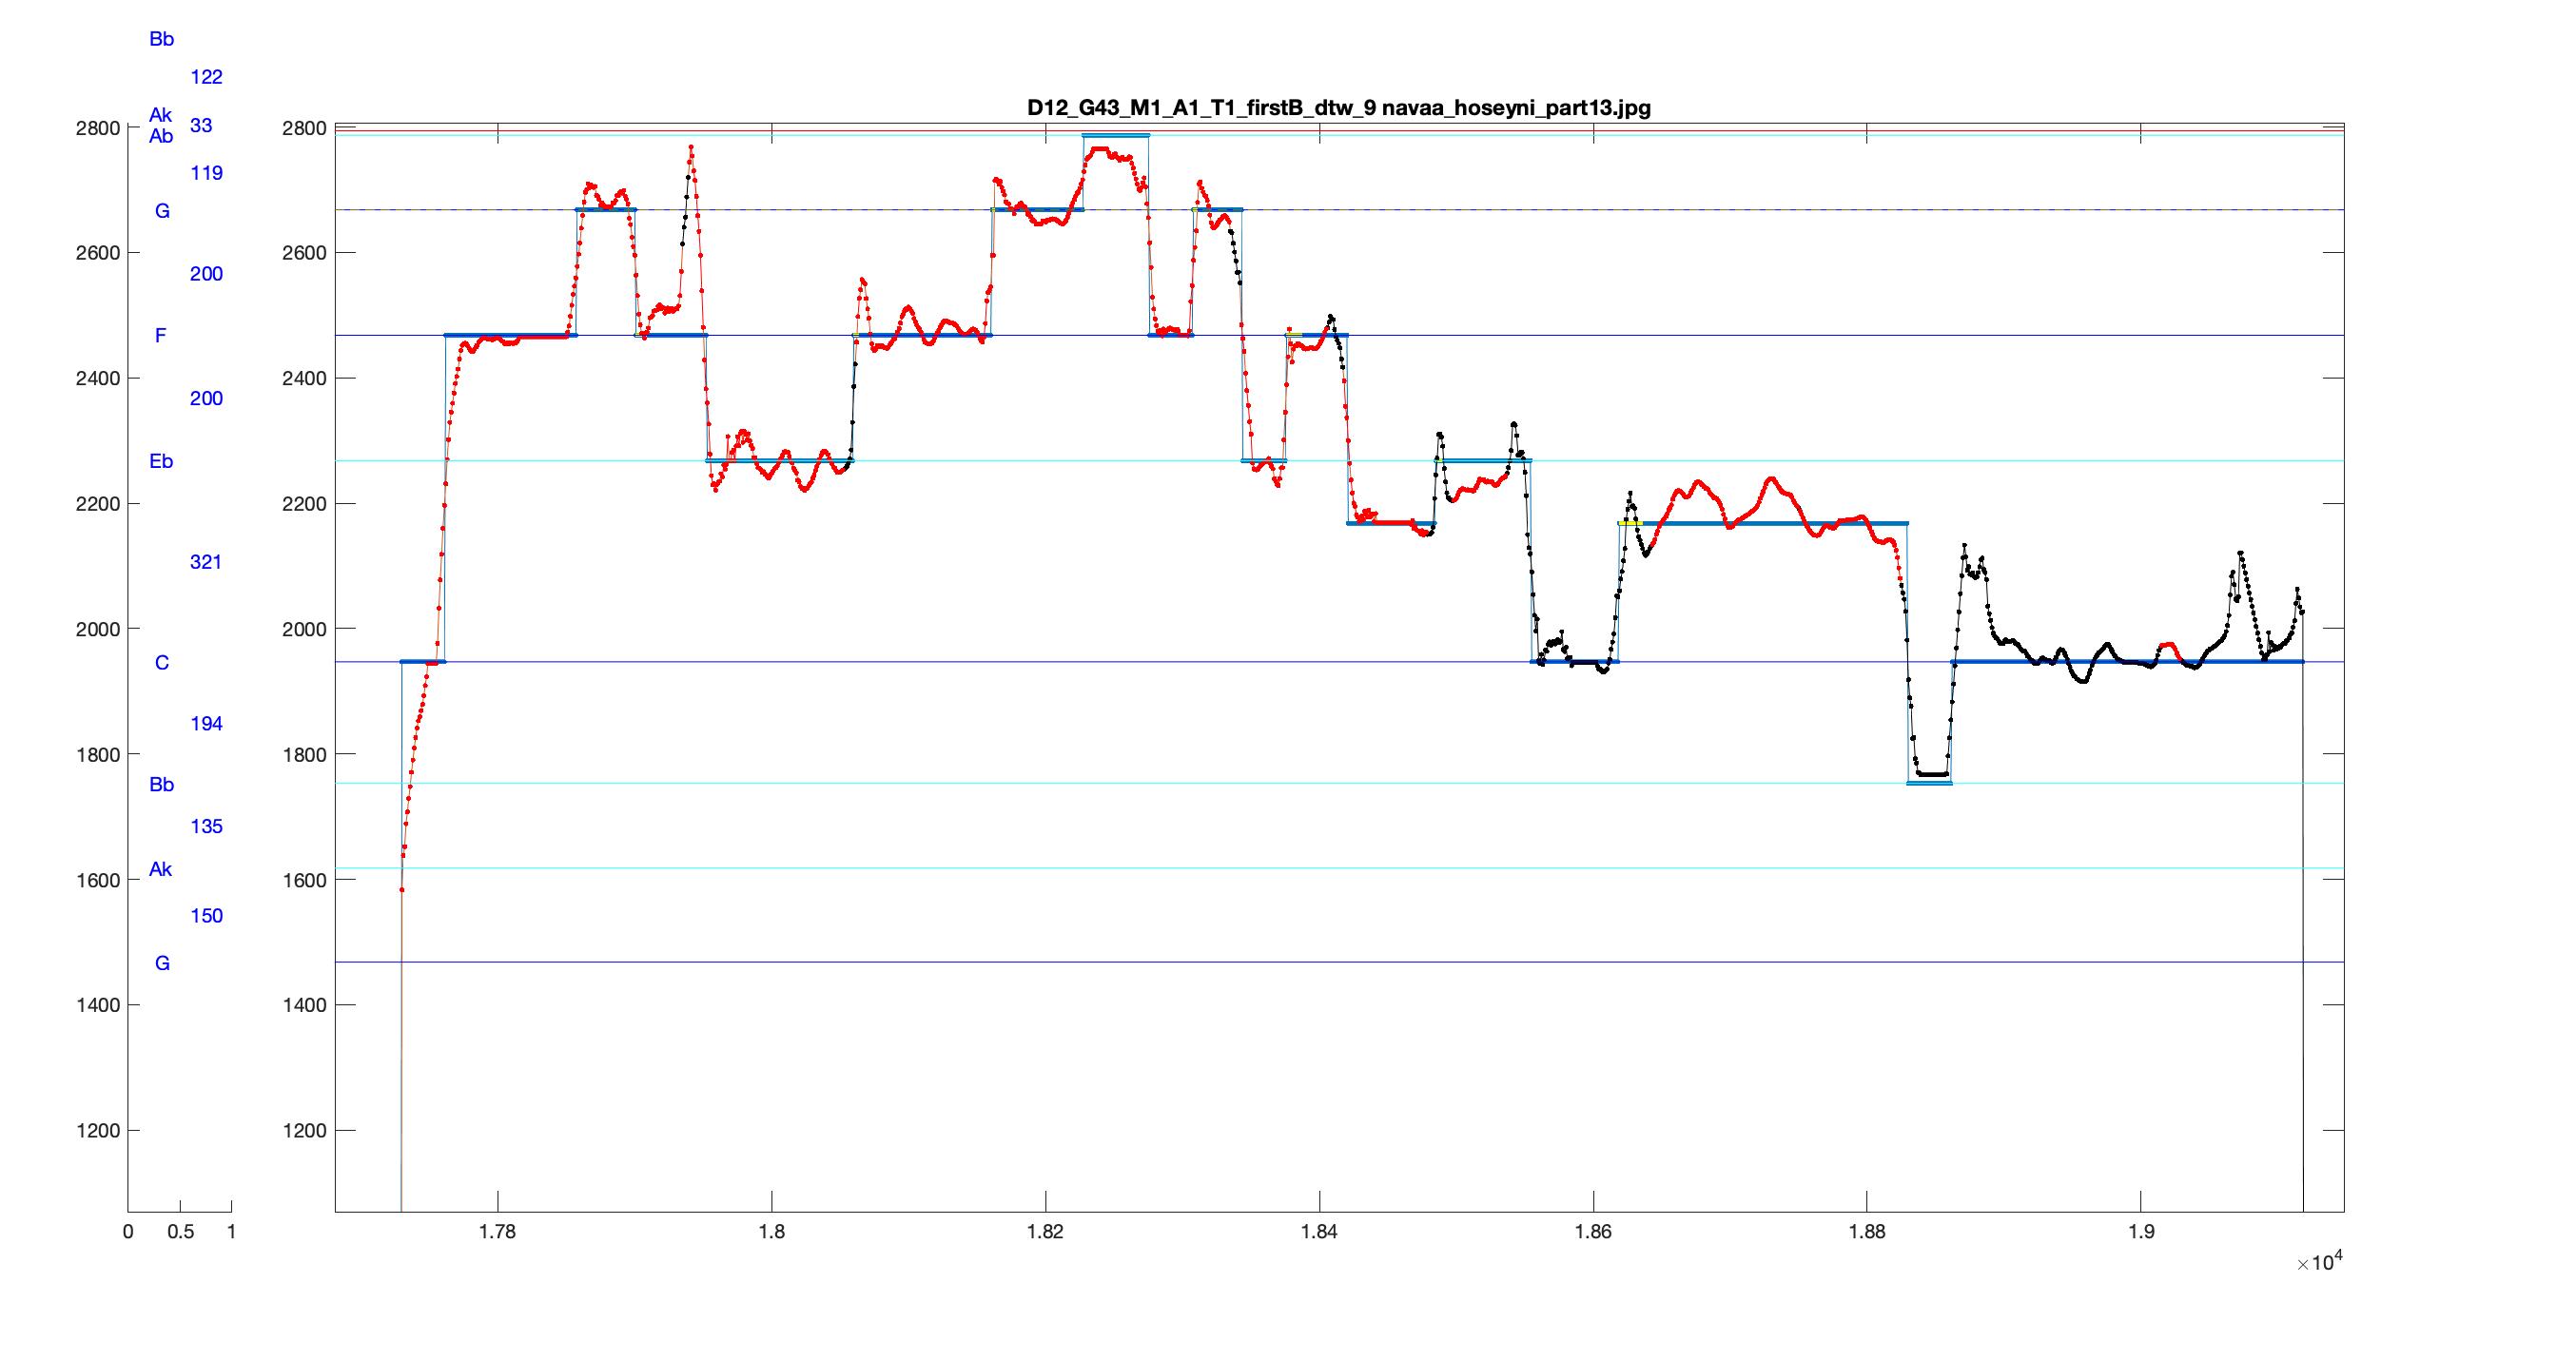 Bb
122
Ak
33
Ab
119
G
200
F
200
Eb
321
C
194
Bb
135
Ak
150
G
D12_G43_M1_A1_T1_firstB_dtw_9 navaa_hoseyni_part13.jpg
2800
2600
2400
2200
2000
1800
1600
1400
1200
0 0.5 1
2800
2600
2400
2200
2000
1800
1600
1400
1200
1.78 1.8 1.82 1.84 1.86 1.88 1.9
×10⁴